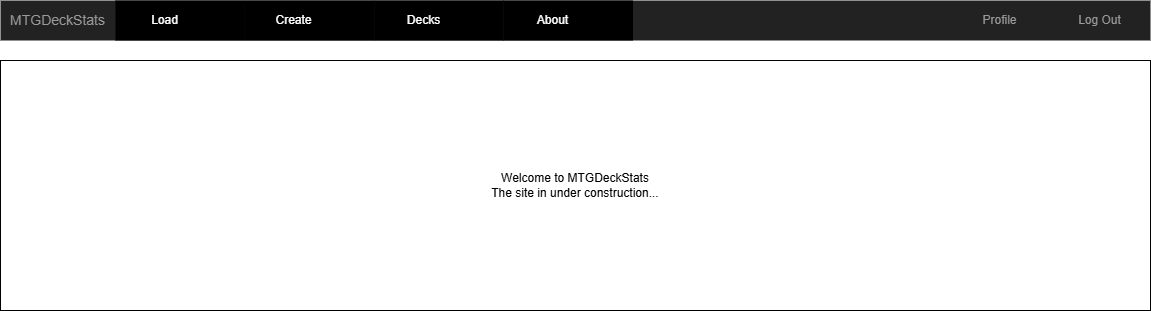 MTGDeckStats Load Create Decks About Profile Log Out
Welcome to MTGDeckStats
The site in under construction...